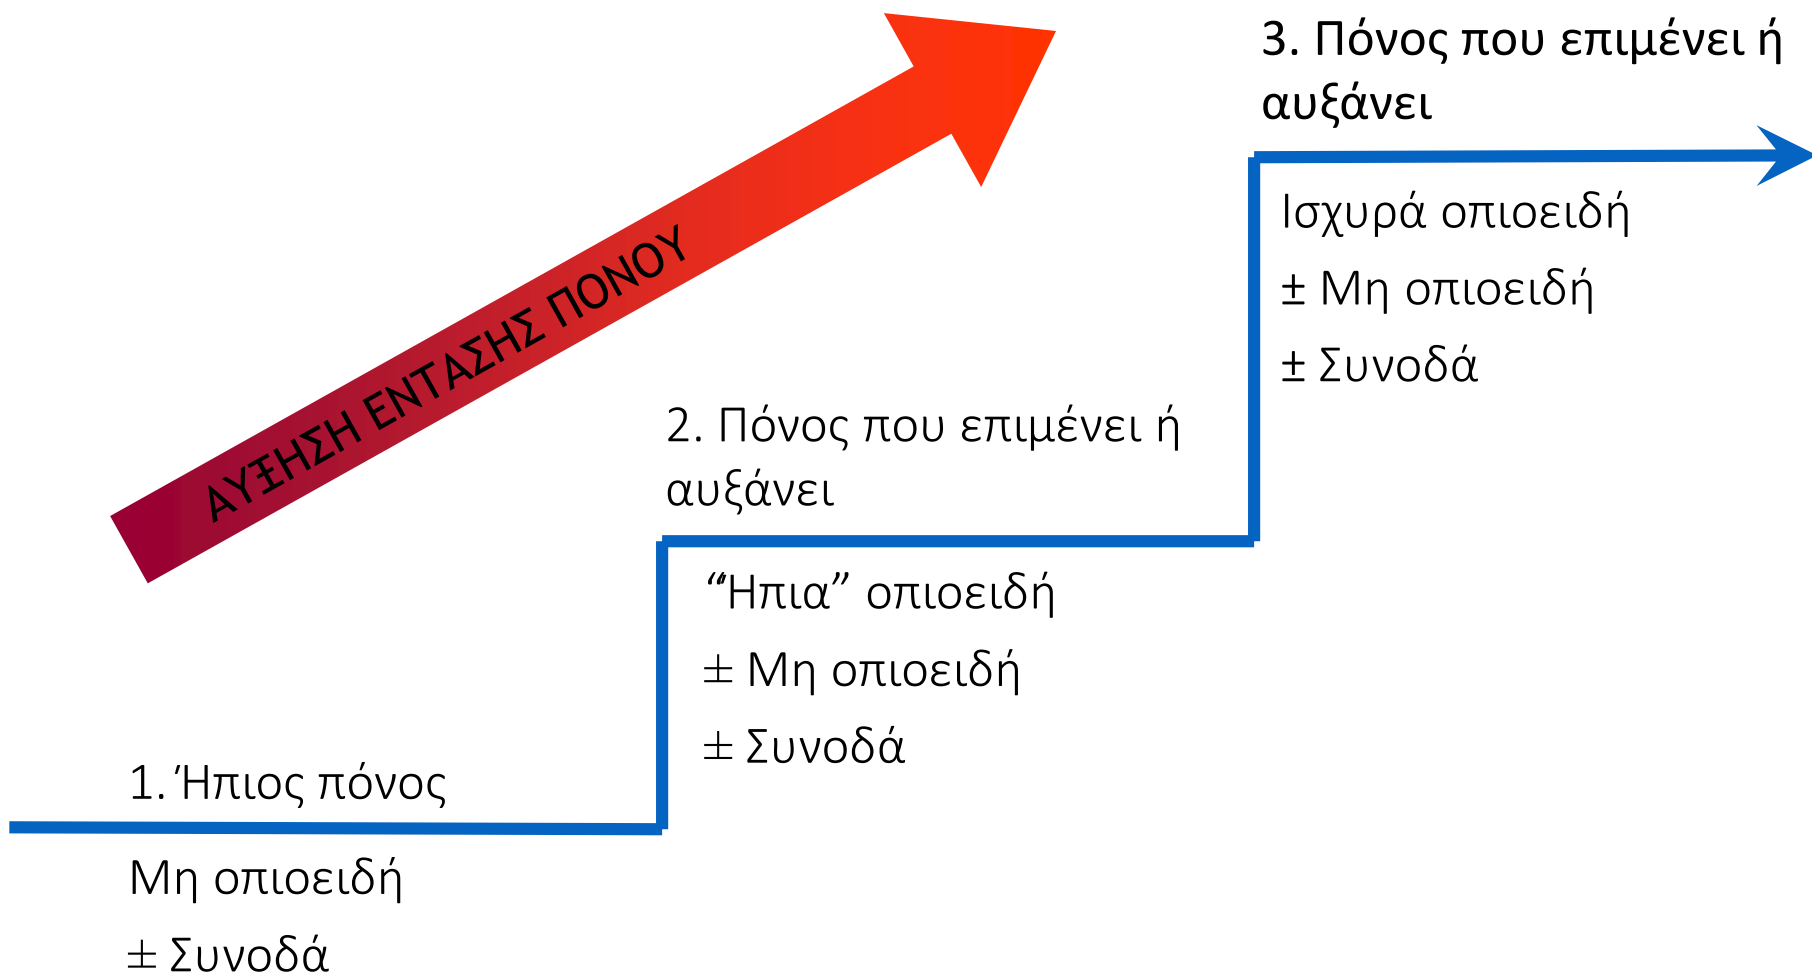 3. Πόνος που επιμένει ή
αυξάνει
Ισχυρά οπιοειδή
± Μη οπιοειδή
± Συνοδά
ΑΥΞΗΣΗ ΕΝΤΑΣΗΣ ΠΟΝΟΥ
2. Πόνος που επιμένει ή
αυξάνει
“Ήπια” οπιοειδή
± Μη οπιοειδή
± Συνοδά
1. Ήπιος πόνος
Μη οπιοειδή
± Συνοδά